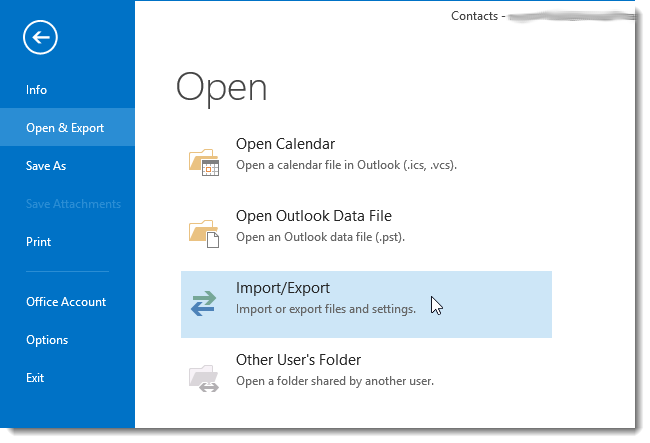 Contacts -
Info
Open & Export
Save As
Save Attachments
Print
Office Account
Options
Exit
Open
Open Calendar
Open a calendar file in Outlook (.ics, .vcs).
Open Outlook Data File
Open an Outlook data file (.pst).
Import/Export
Import or export files and settings.
Other User's Folder
Open a folder shared by another user.